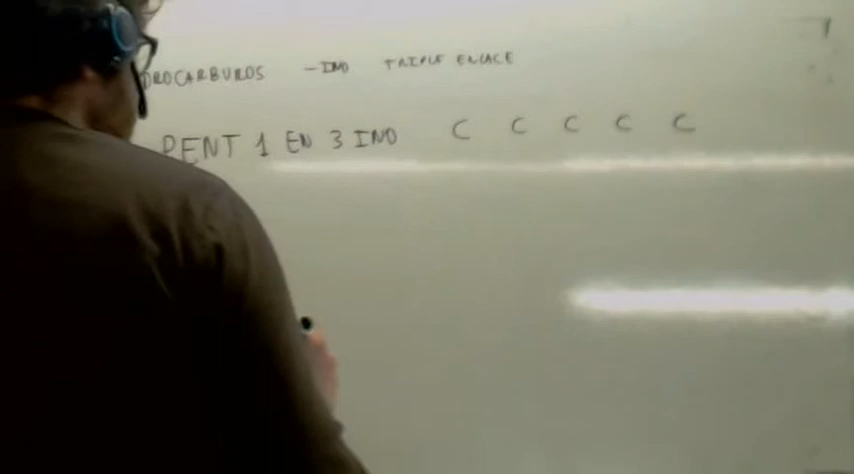 DROCARBUROS -INO TRIPLE ENLACE
PENT 1 EN 3 INO C C C C C